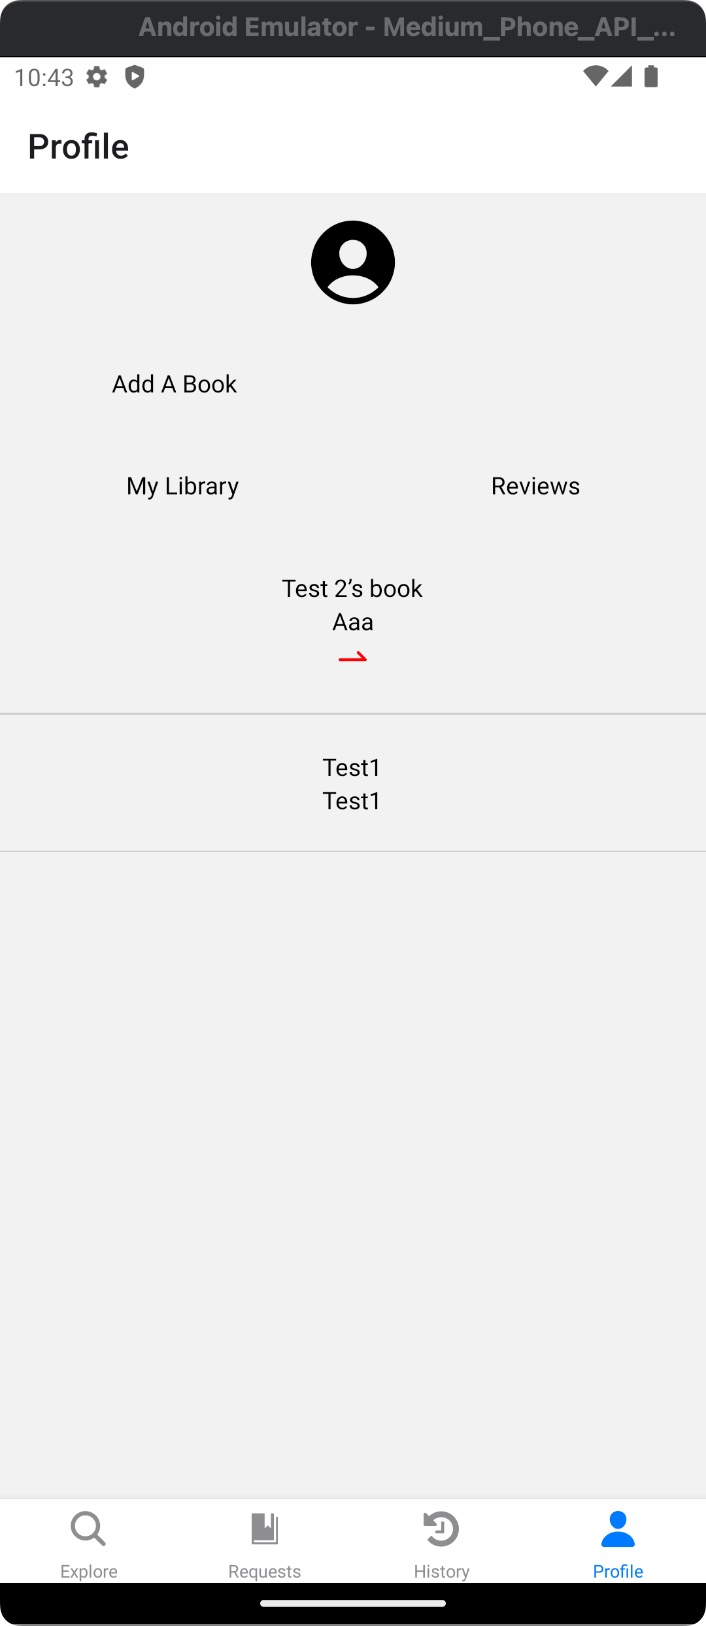 Android Emulator - Medium_Phone_API_...
10:43
Profile
Add A Book
My Library Reviews
Test 2’s book
Aaa
Test1
Test1
Explore Requests History Profile